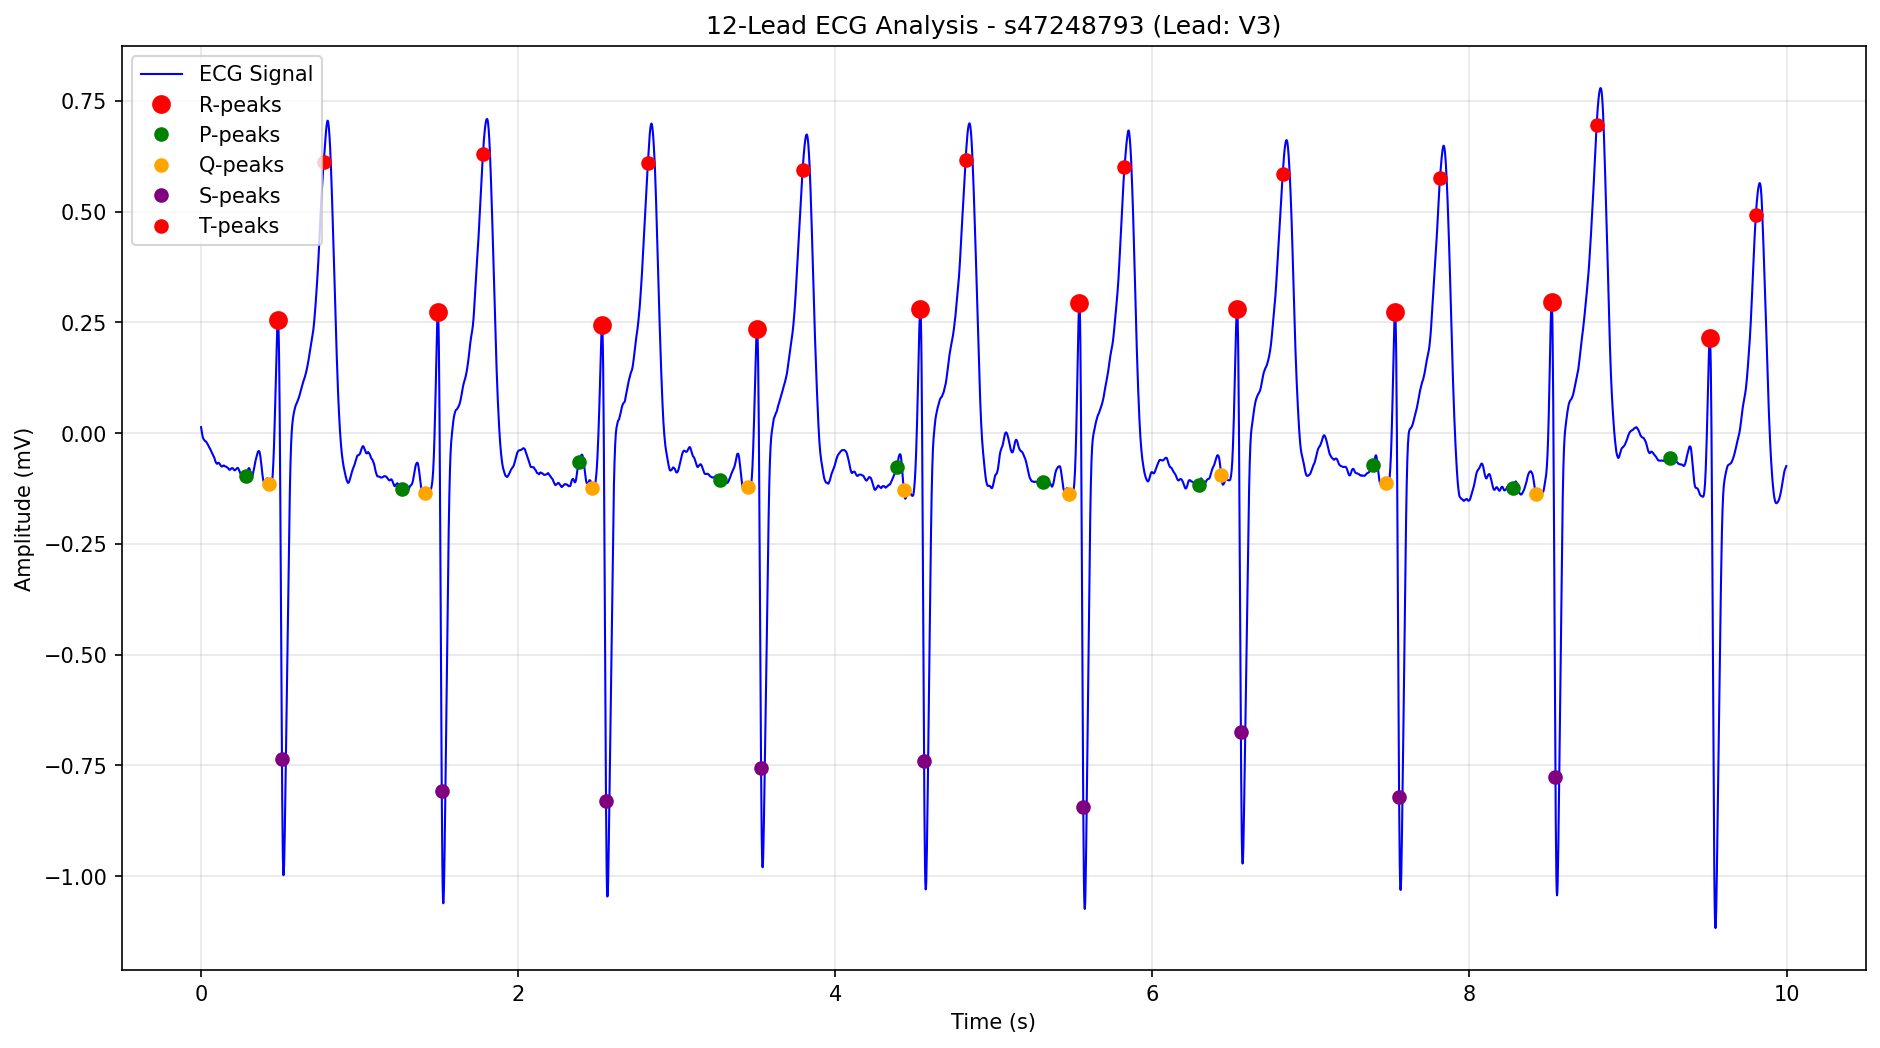 12-Lead ECG Analysis - s47248793 (Lead: V3)
ECG Signal
R-peaks
P-peaks
Q-peaks
S-peaks
T-peaks
0.75
0.50
0.25
0.00
−0.25
−0.50
−0.75
−1.00
Amplitude (mV)
0 2 4 6 8 10
Time (s)